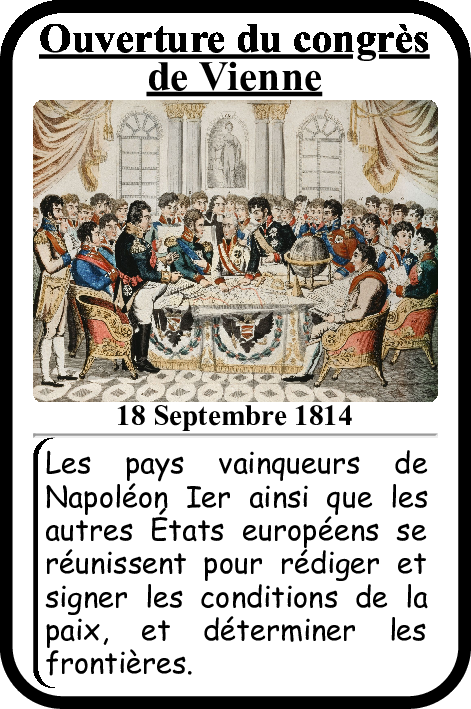 Ouverture du congrès
de Vienne
18 Septembre 1814
Les pays vainqueurs de
Napoléon Ier ainsi que les
autres États européens se
réunissent pour rédiger et
signer les conditions de la
paix, et déterminer les
frontières.